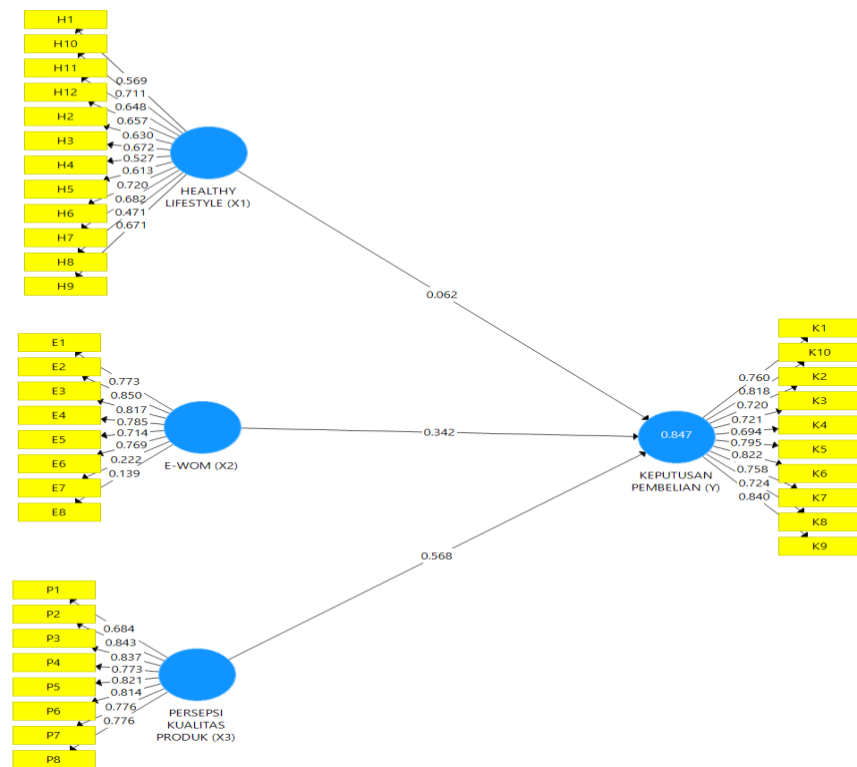 H1
H10
H11
H12
H2
H3
H4
H5
H6
H7
H8
H9
0.569
0.711
0.648
0.657
0.630
0.672
0.527
0.613
0.720
0.682
0.471
0.671
HEALTHY
LIFESTYLE (X1)
0.062
E1
E2
E3
E4
E5
E6
E7
E8
0.773
0.850
0.817
0.785
0.714
0.769
0.222
0.139
E-WOM (X2)
0.342
P1
P2
P3
P4
P5
P6
P7
P8
0.684
0.843
0.837
0.773
0.821
0.814
0.776
0.776
PERSEPSI
KUALITAS
PRODUK (X3)
0.568
0.847
KEPUTUSAN
PEMBELIAN (Y)
0.760
0.818
0.720
0.721
0.694
0.795
0.822
0.758
0.724
0.840
K1
K10
K2
K3
K4
K5
K6
K7
K8
K9